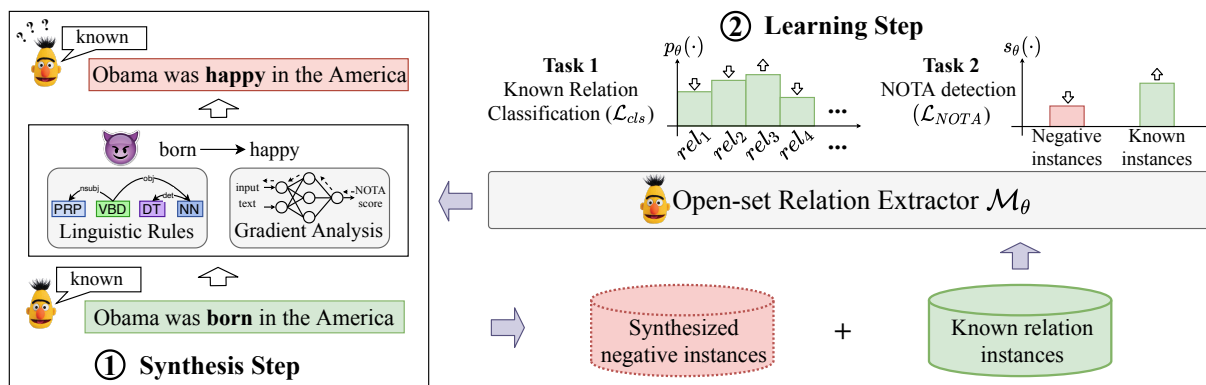 ? ? ?
known
Obama was happy in the America
born
happy
nsubj
obj
det
PRP
VBD
DT
NN
Linguistic Rules
input
text
NOTA
score
Gradient Analysis
known
Obama was born in the America
① Synthesis Step
② Learning Step
Task 1
Known Relation
Classification (𝓛cls)
pθ(·)
rel1
rel2
rel3
rel4
...
...
Task 2
NOTA detection
(𝓛NOTA)
sθ(·)
Negative
instances
Known instances
Open-set Relation Extractor 𝓜θ
Synthesized
negative instances
+
Known relation
instances